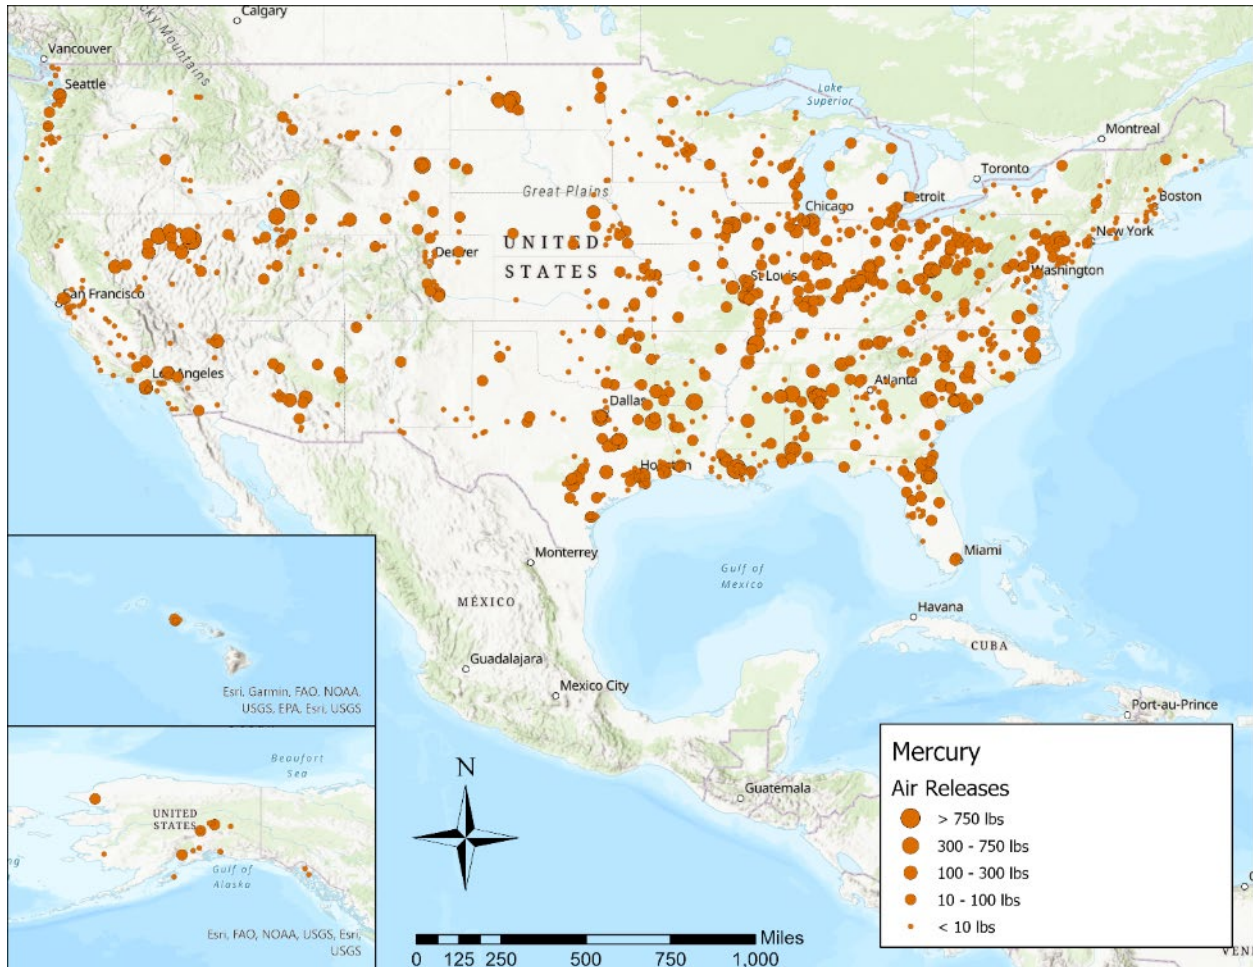 Calgary
Vancouver
Seattle
Lake
Superior
Montreal
Toronto
Great Plains
Chicago
Detroit
Boston
New York
UNITED
STATES
Denver
St Louis
Washington
San Francisco
Los Angeles
Atlanta
Dallas
Houston
Monterrey
Miami
Gulf of
Mexico
MÉXICO
Havana
CUBA
Guadalajara
Mexico City
Port-au-Prince
Guatemala
Esri, Garmin, FAO, NOAA,
USGS, EPA, Esri, USGS
Beaufort
Sea
UNITED
STATES
Gulf of
Alaska
Esri, FAO, NOAA, USGS, Esri,
USGS
N
Miles
0 125 250 500 750 1,000
Mercury
Air Releases
> 750 lbs
300 - 750 lbs
100 - 300 lbs
10 - 100 lbs
< 10 lbs